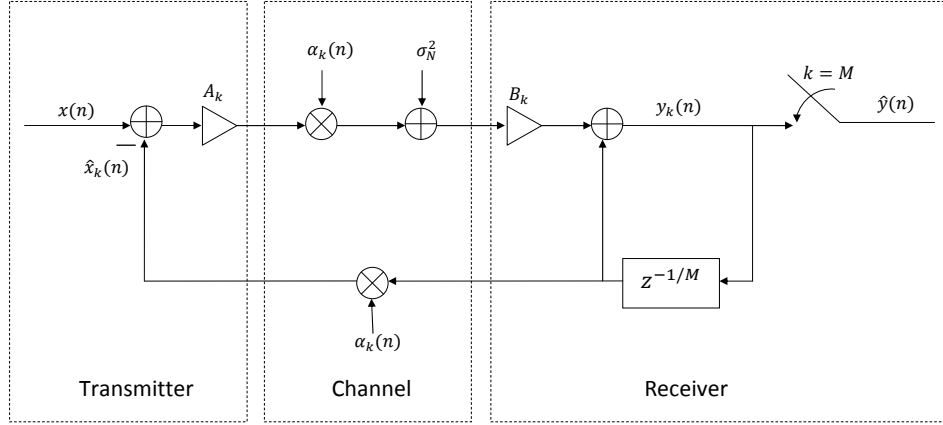 α_k(n)
σ_N^2
k = M
A_k
B_k
x(n)
y_k(n)
ŷ(n)
—
x̂_k(n)
z^{-1/M}
α_k(n)
Transmitter
Channel
Receiver